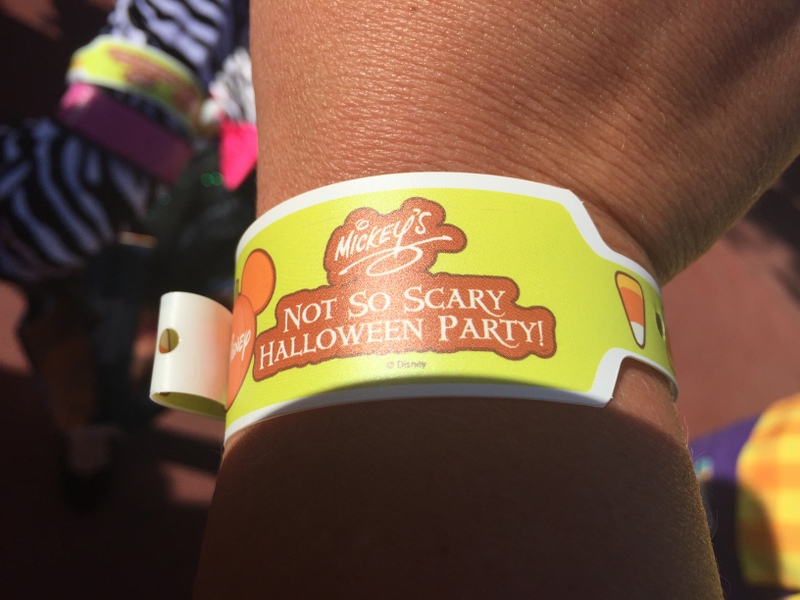 Mickey's
Not So Scary
Halloween Party!
© Disney